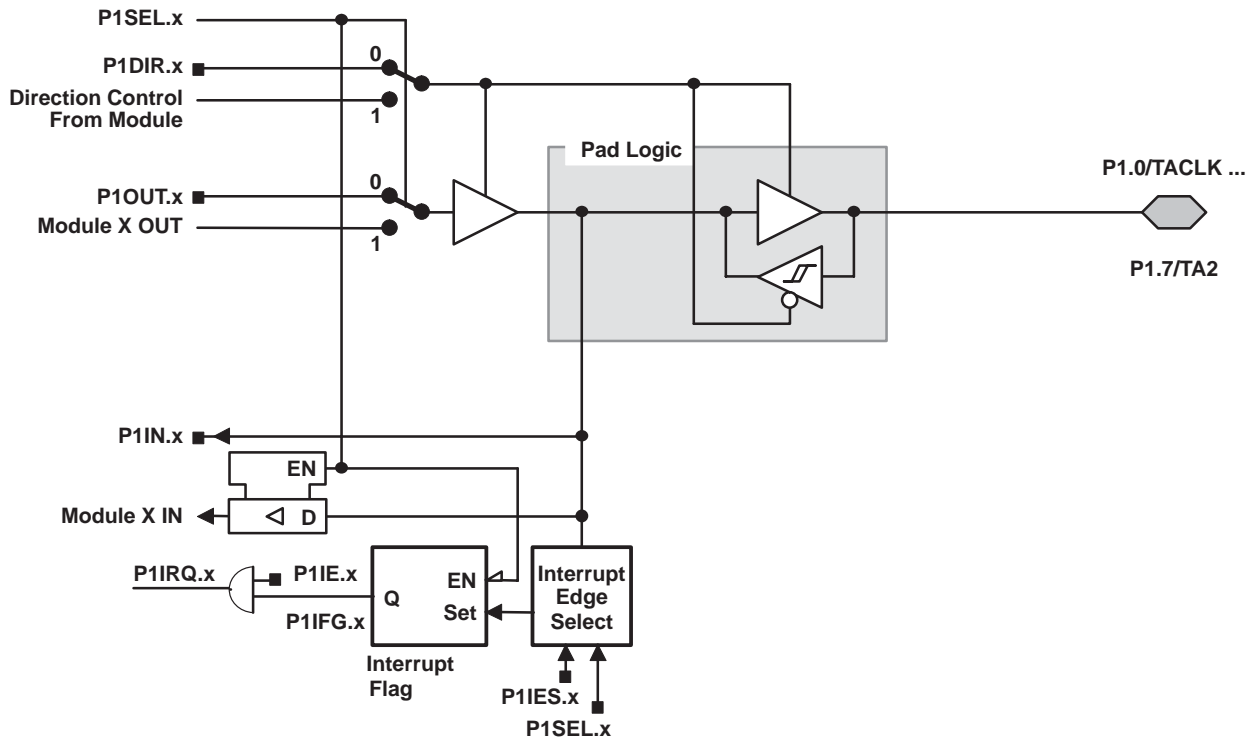 P1SEL.x
0
P1DIR.x
Direction Control
From Module
1
Pad Logic
P1.0/TACLK ...
0
P1OUT.x
Module X OUT
1
P1.7/TA2
P1IN.x
EN
Module X IN
D
P1IRQ.x
P1IE.x
P1IFG.x
Q
EN
Set
Interrupt
Edge
Select
Interrupt
Flag
P1IES.x
P1SEL.x